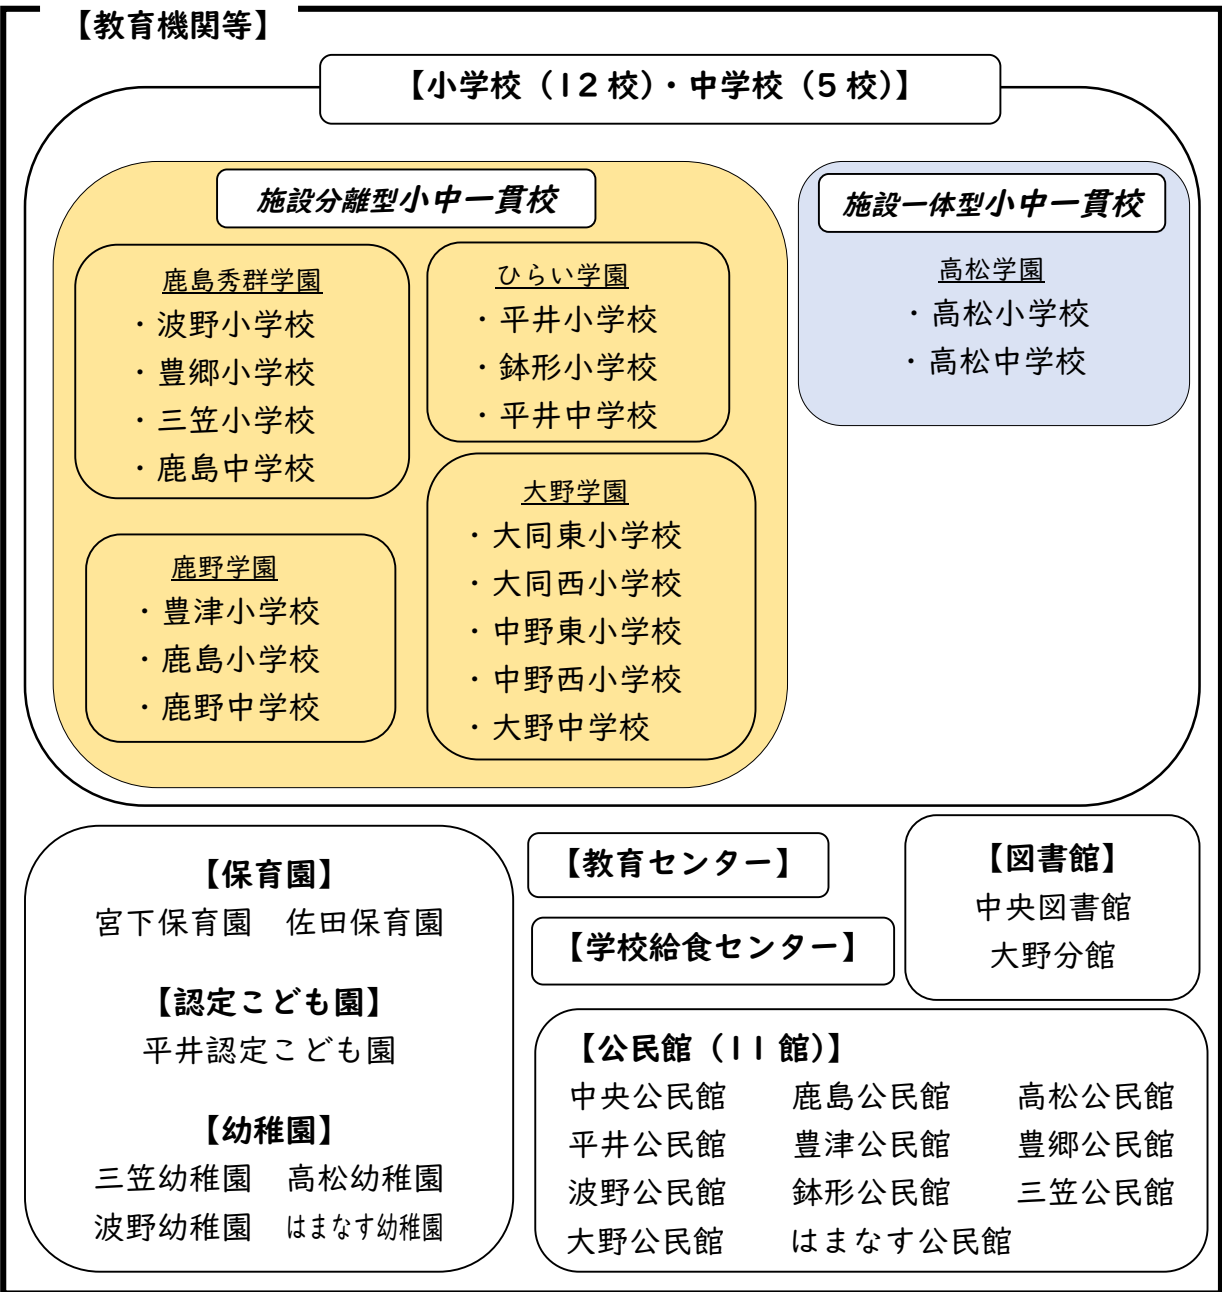 【教育機関等】
【小学校（12校）・中学校（5校）】
施設分離型小中一貫校
鹿島秀群学園
・波野小学校
・豊郷小学校
・三笠小学校
・鹿島中学校
ひらい学園
・平井小学校
・鉢形小学校
・平井中学校
鹿野学園
・豊津小学校
・鹿島小学校
・鹿野中学校
大野学園
・大同東小学校
・大同西小学校
・中野東小学校
・中野西小学校
・大野中学校
施設一体型小中一貫校
高松学園
・高松小学校
・高松中学校
【保育園】
宮下保育園　佐田保育園
【認定こども園】
平井認定こども園
【幼稚園】
三笠幼稚園　高松幼稚園
波野幼稚園　はまなす幼稚園
【教育センター】
【学校給食センター】
【図書館】
中央図書館
大野分館
【公民館（11館）】
中央公民館　鹿島公民館　高松公民館
平井公民館　豊津公民館　豊郷公民館
波野公民館　鉢形公民館　三笠公民館
大野公民館　はまなす公民館